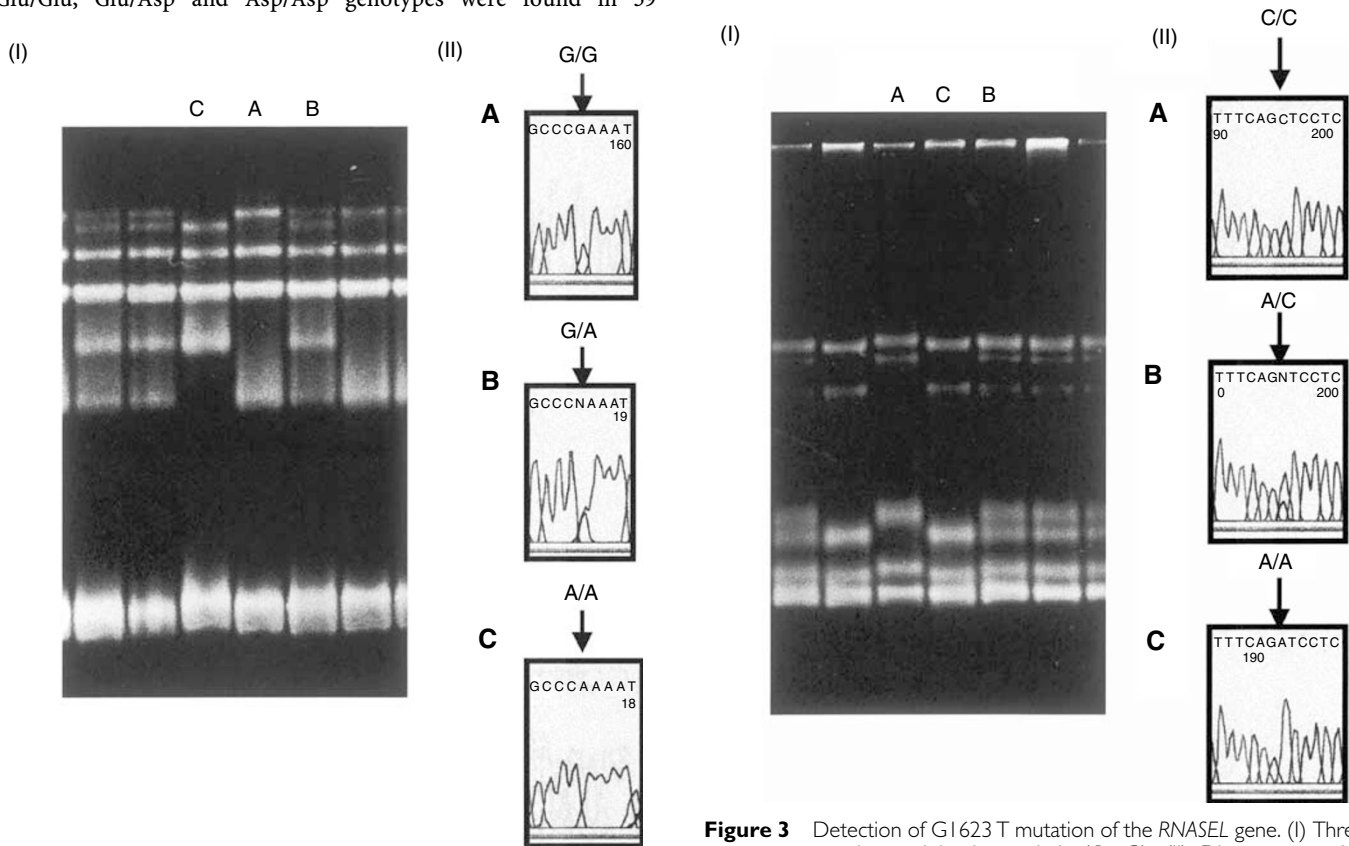 Glu/Glu, Glu/Asp and Asp/Asp genotypes were found in 39
(I)
(II)
G/G
C A B
A
GCCCGAAAT
160
G/A
B
GCCCNAAAT
19
A/A
C
GCCCAAAAT
18
(I)
(II)
C/C
A C B
A
TTTCAGCTCCTC
90 200
A/C
B
TTTCAGNTCCTC
0 200
A/A
C
TTTCAGATCCTC
190
Figure 3 Detection of G1623 T mutation of the RNASEL gene. (I) Thre